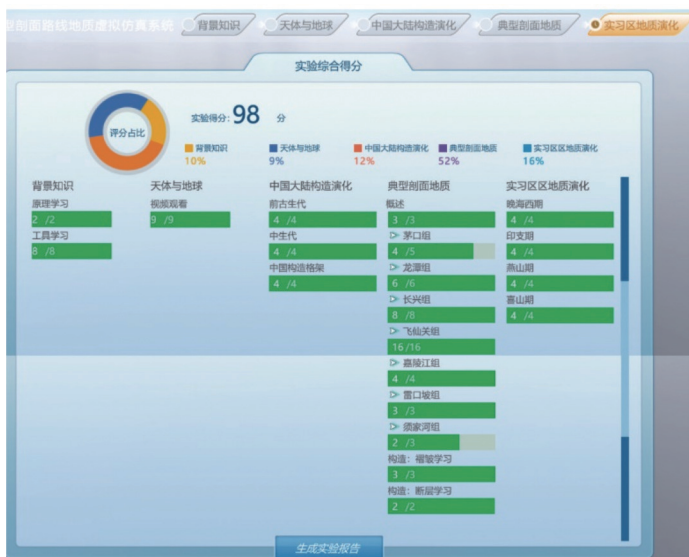 型剖面路线地质虚拟仿真系统 背景知识 天体与地球 中国大陆构造演化 典型剖面地质 实习区地质演化
实验综合得分
评分占比
实验得分: 98 分
背景知识 天体与地球 中国大陆构造演化 典型剖面地质 实习区区地质演化
10% 9% 12% 52% 16%
背景知识 天体与地球 中国大陆构造演化 典型剖面地质 实习区区地质演化
原理学习 视频观看 前古生代 概述 晚海西期
2 /2 9 /9 4 /4 3 /3 4 /4
工具学习 中生代 茅口组 印支期
8 /8 4 /4 4 /5 4 /4
中国构造格架 龙潭组 燕山期
4 /4 6 /6 4 /4
长兴组 喜山期
8 /8 4 /4
飞仙关组
16 /16
嘉陵江组
4 /4
雷口坡组
3 /3
须家河组
2 /3
构造：褶皱学习
3 /3
构造：断层学习
2 /2
生成实验报告